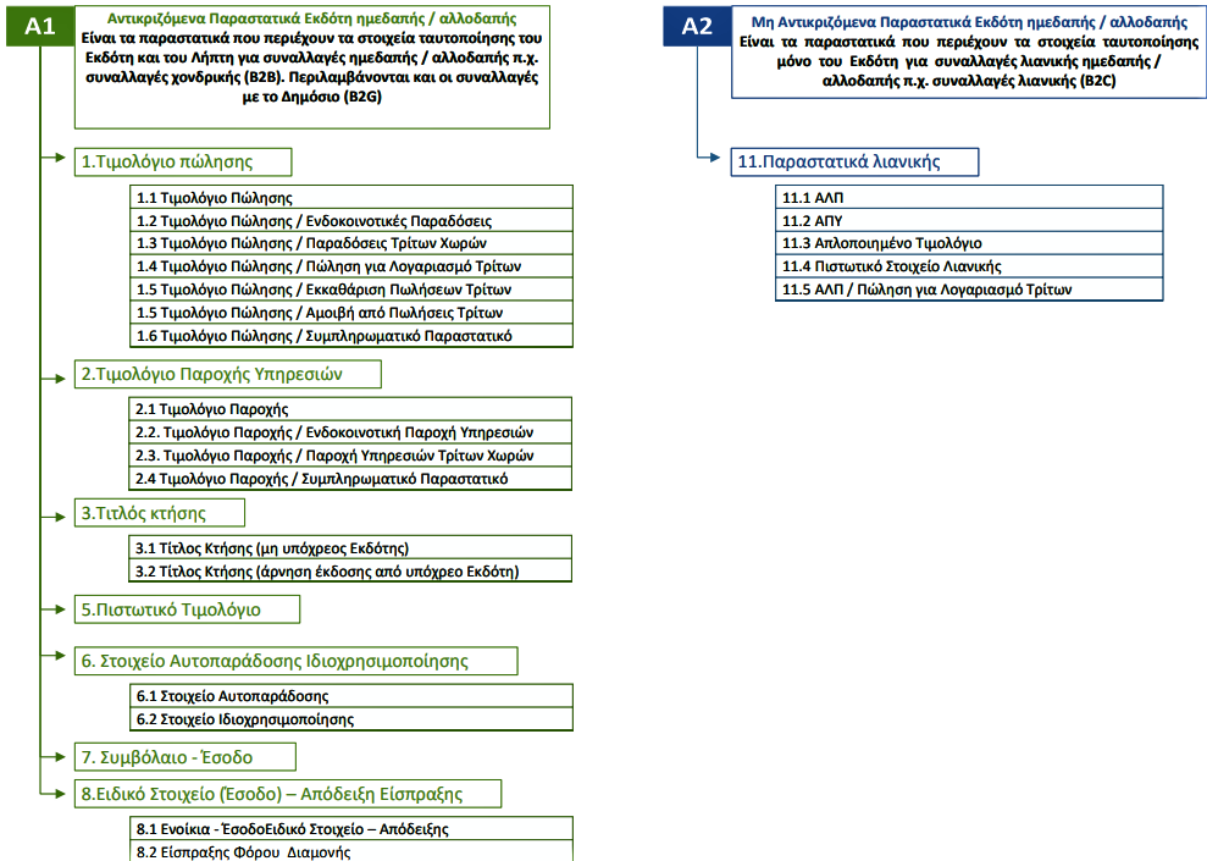 A1
Αντικριζόμενα Παραστατικά Εκδότη ημεδαπής / αλλοδαπής
Είναι τα παραστατικά που περιέχουν τα στοιχεία ταυτοποίησης του
Εκδότη και του Λήπτη για συναλλαγές ημεδαπής / αλλοδαπής π.χ.
συναλλαγές χονδρικής (B2B). Περιλαμβάνονται και οι συναλλαγές
με το Δημόσιο (B2G)
1.Τιμολόγιο πώλησης
1.1 Τιμολόγιο Πώλησης
1.2 Τιμολόγιο Πώλησης / Ενδοκοινοτικές Παραδόσεις
1.3 Τιμολόγιο Πώλησης / Παραδόσεις Τρίτων Χωρών
1.4 Τιμολόγιο Πώλησης / Πώληση για Λογαριασμό Τρίτων
1.5 Τιμολόγιο Πώλησης / Εκκαθάριση Πωλήσεων Τρίτων
1.5 Τιμολόγιο Πώλησης / Αμοιβή από Πωλήσεις Τρίτων
1.6 Τιμολόγιο Πώλησης / Συμπληρωματικό Παραστατικό
2.Τιμολόγιο Παροχής Υπηρεσιών
2.1 Τιμολόγιο Παροχής
2.2. Τιμολόγιο Παροχής / Ενδοκοινοτική Παροχή Υπηρεσιών
2.3. Τιμολόγιο Παροχής / Παροχή Υπηρεσιών Τρίτων Χωρών
2.4 Τιμολόγιο Παροχής / Συμπληρωματικό Παραστατικό
3.Τιτλός κτήσης
3.1 Τίτλος Κτήσης (μη υπόχρεος Εκδότης)
3.2 Τίτλος Κτήσης (άρνηση έκδοσης από υπόχρεο Εκδότη)
5.Πιστωτικό Τιμολόγιο
6. Στοιχείο Αυτοπαράδοσης Ιδιοχρησιμοποίησης
6.1 Στοιχείο Αυτοπαράδοσης
6.2 Στοιχείο Ιδιοχρησιμοποίησης
7. Συμβόλαιο - Έσοδο
8.Ειδικό Στοιχείο (Έσοδο) – Απόδειξη Είσπραξης
8.1 Ενοίκια - ΈσοδοΕιδικό Στοιχείο – Απόδειξης
8.2 Είσπραξης Φόρου Διαμονής
A2
Μη Αντικριζόμενα Παραστατικά Εκδότη ημεδαπής / αλλοδαπής
Είναι τα παραστατικά που περιέχουν τα στοιχεία ταυτοποίησης
μόνο του Εκδότη για συναλλαγές λιανικής ημεδαπής /
αλλοδαπής π.χ. συναλλαγές λιανικής (B2C)
11.Παραστατικά λιανικής
11.1 ΑΛΠ
11.2 ΑΠΥ
11.3 Απλοποιημένο Τιμολόγιο
11.4 Πιστωτικό Στοιχείο Λιανικής
11.5 ΑΛΠ / Πώληση για Λογαριασμό Τρίτων